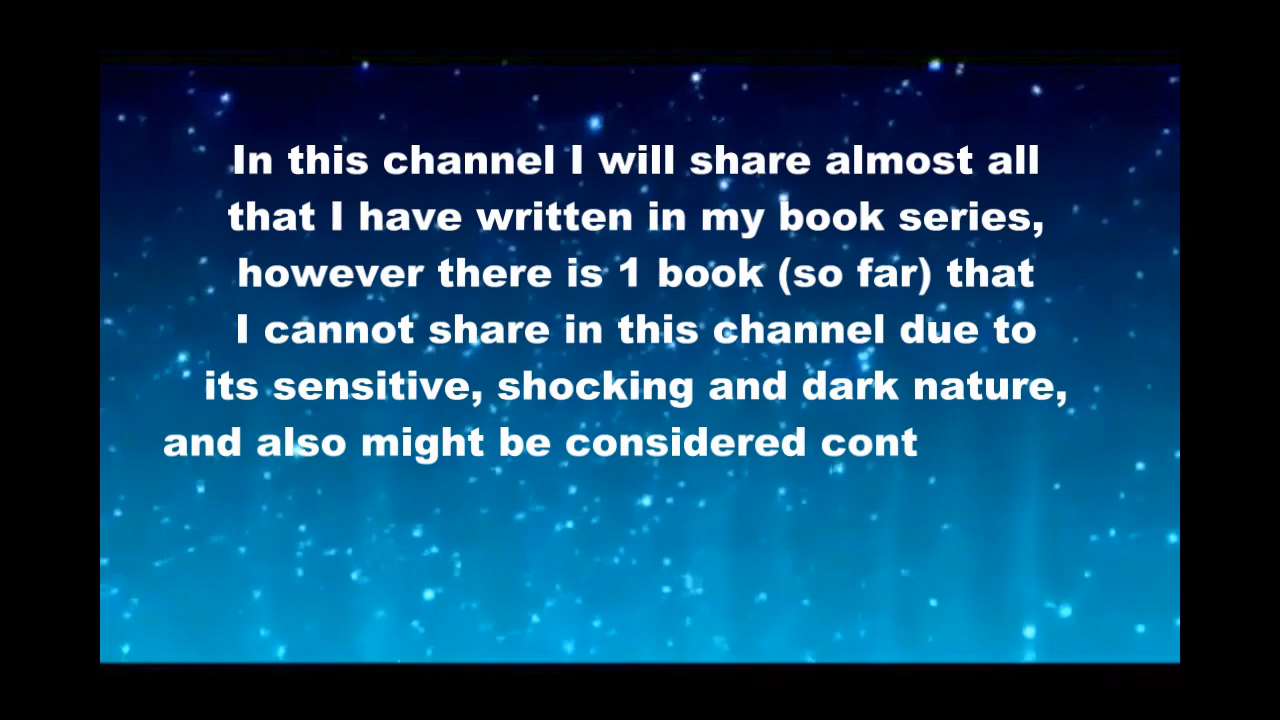 In this channel I will share almost all
that I have written in my book series,
however there is 1 book (so far) that
I cannot share in this channel due to
its sensitive, shocking and dark nature,
and also might be considered cont